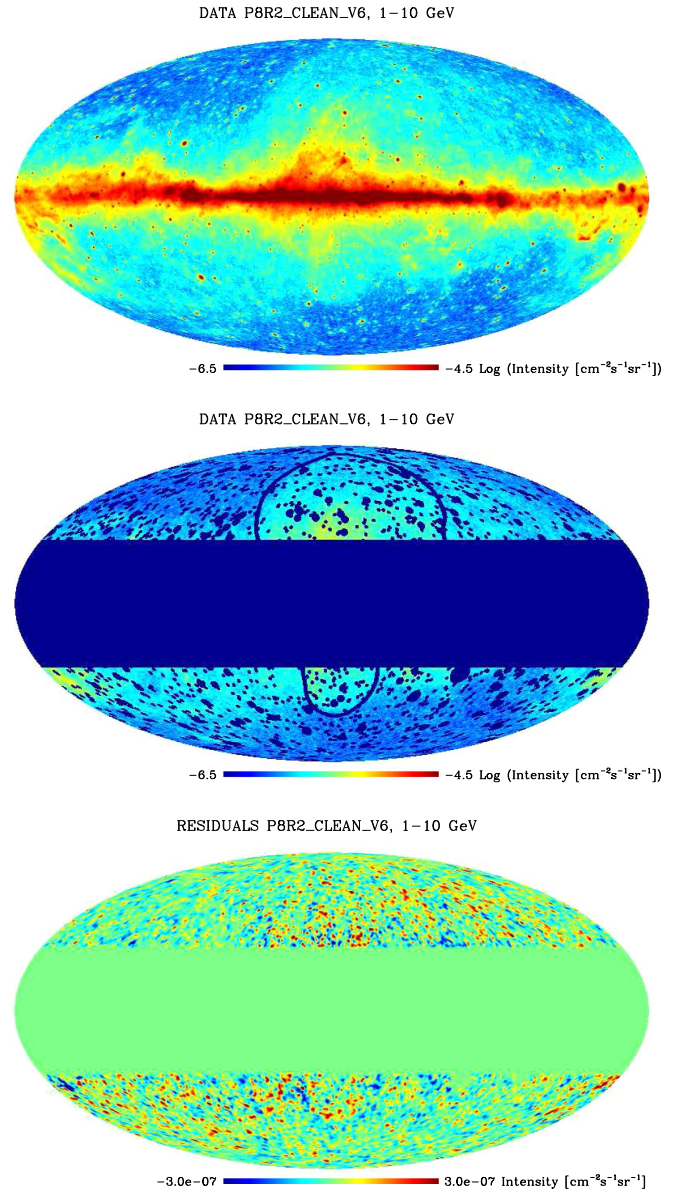 DATA P8R2_CLEAN_V6, 1−10 GeV
−6.5 −4.5 Log (Intensity [cm⁻²s⁻¹sr⁻¹])
DATA P8R2_CLEAN_V6, 1−10 GeV
−6.5 −4.5 Log (Intensity [cm⁻²s⁻¹sr⁻¹])
RESIDUALS P8R2_CLEAN_V6, 1−10 GeV
−3.0e−07 3.0e−07 Intensity [cm⁻²s⁻¹sr⁻¹]